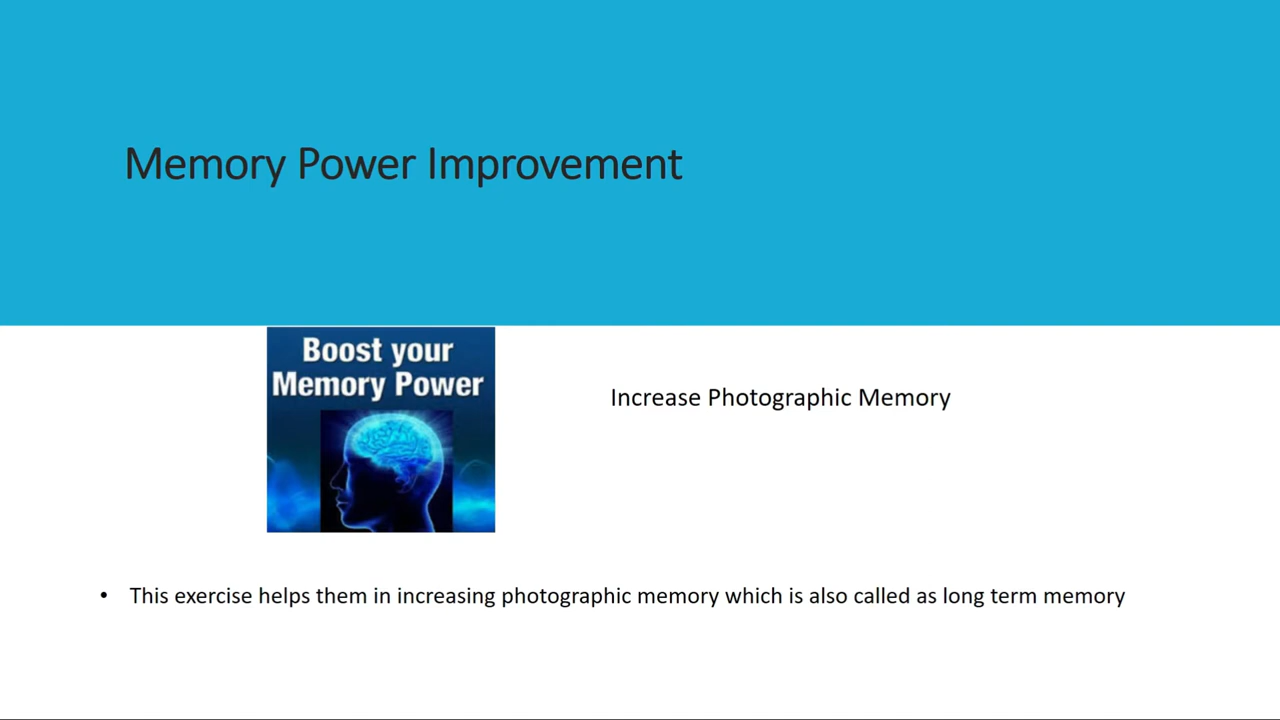 Memory Power Improvement
Boost your
Memory Power
Increase Photographic Memory
• This exercise helps them in increasing photographic memory which is also called as long term memory